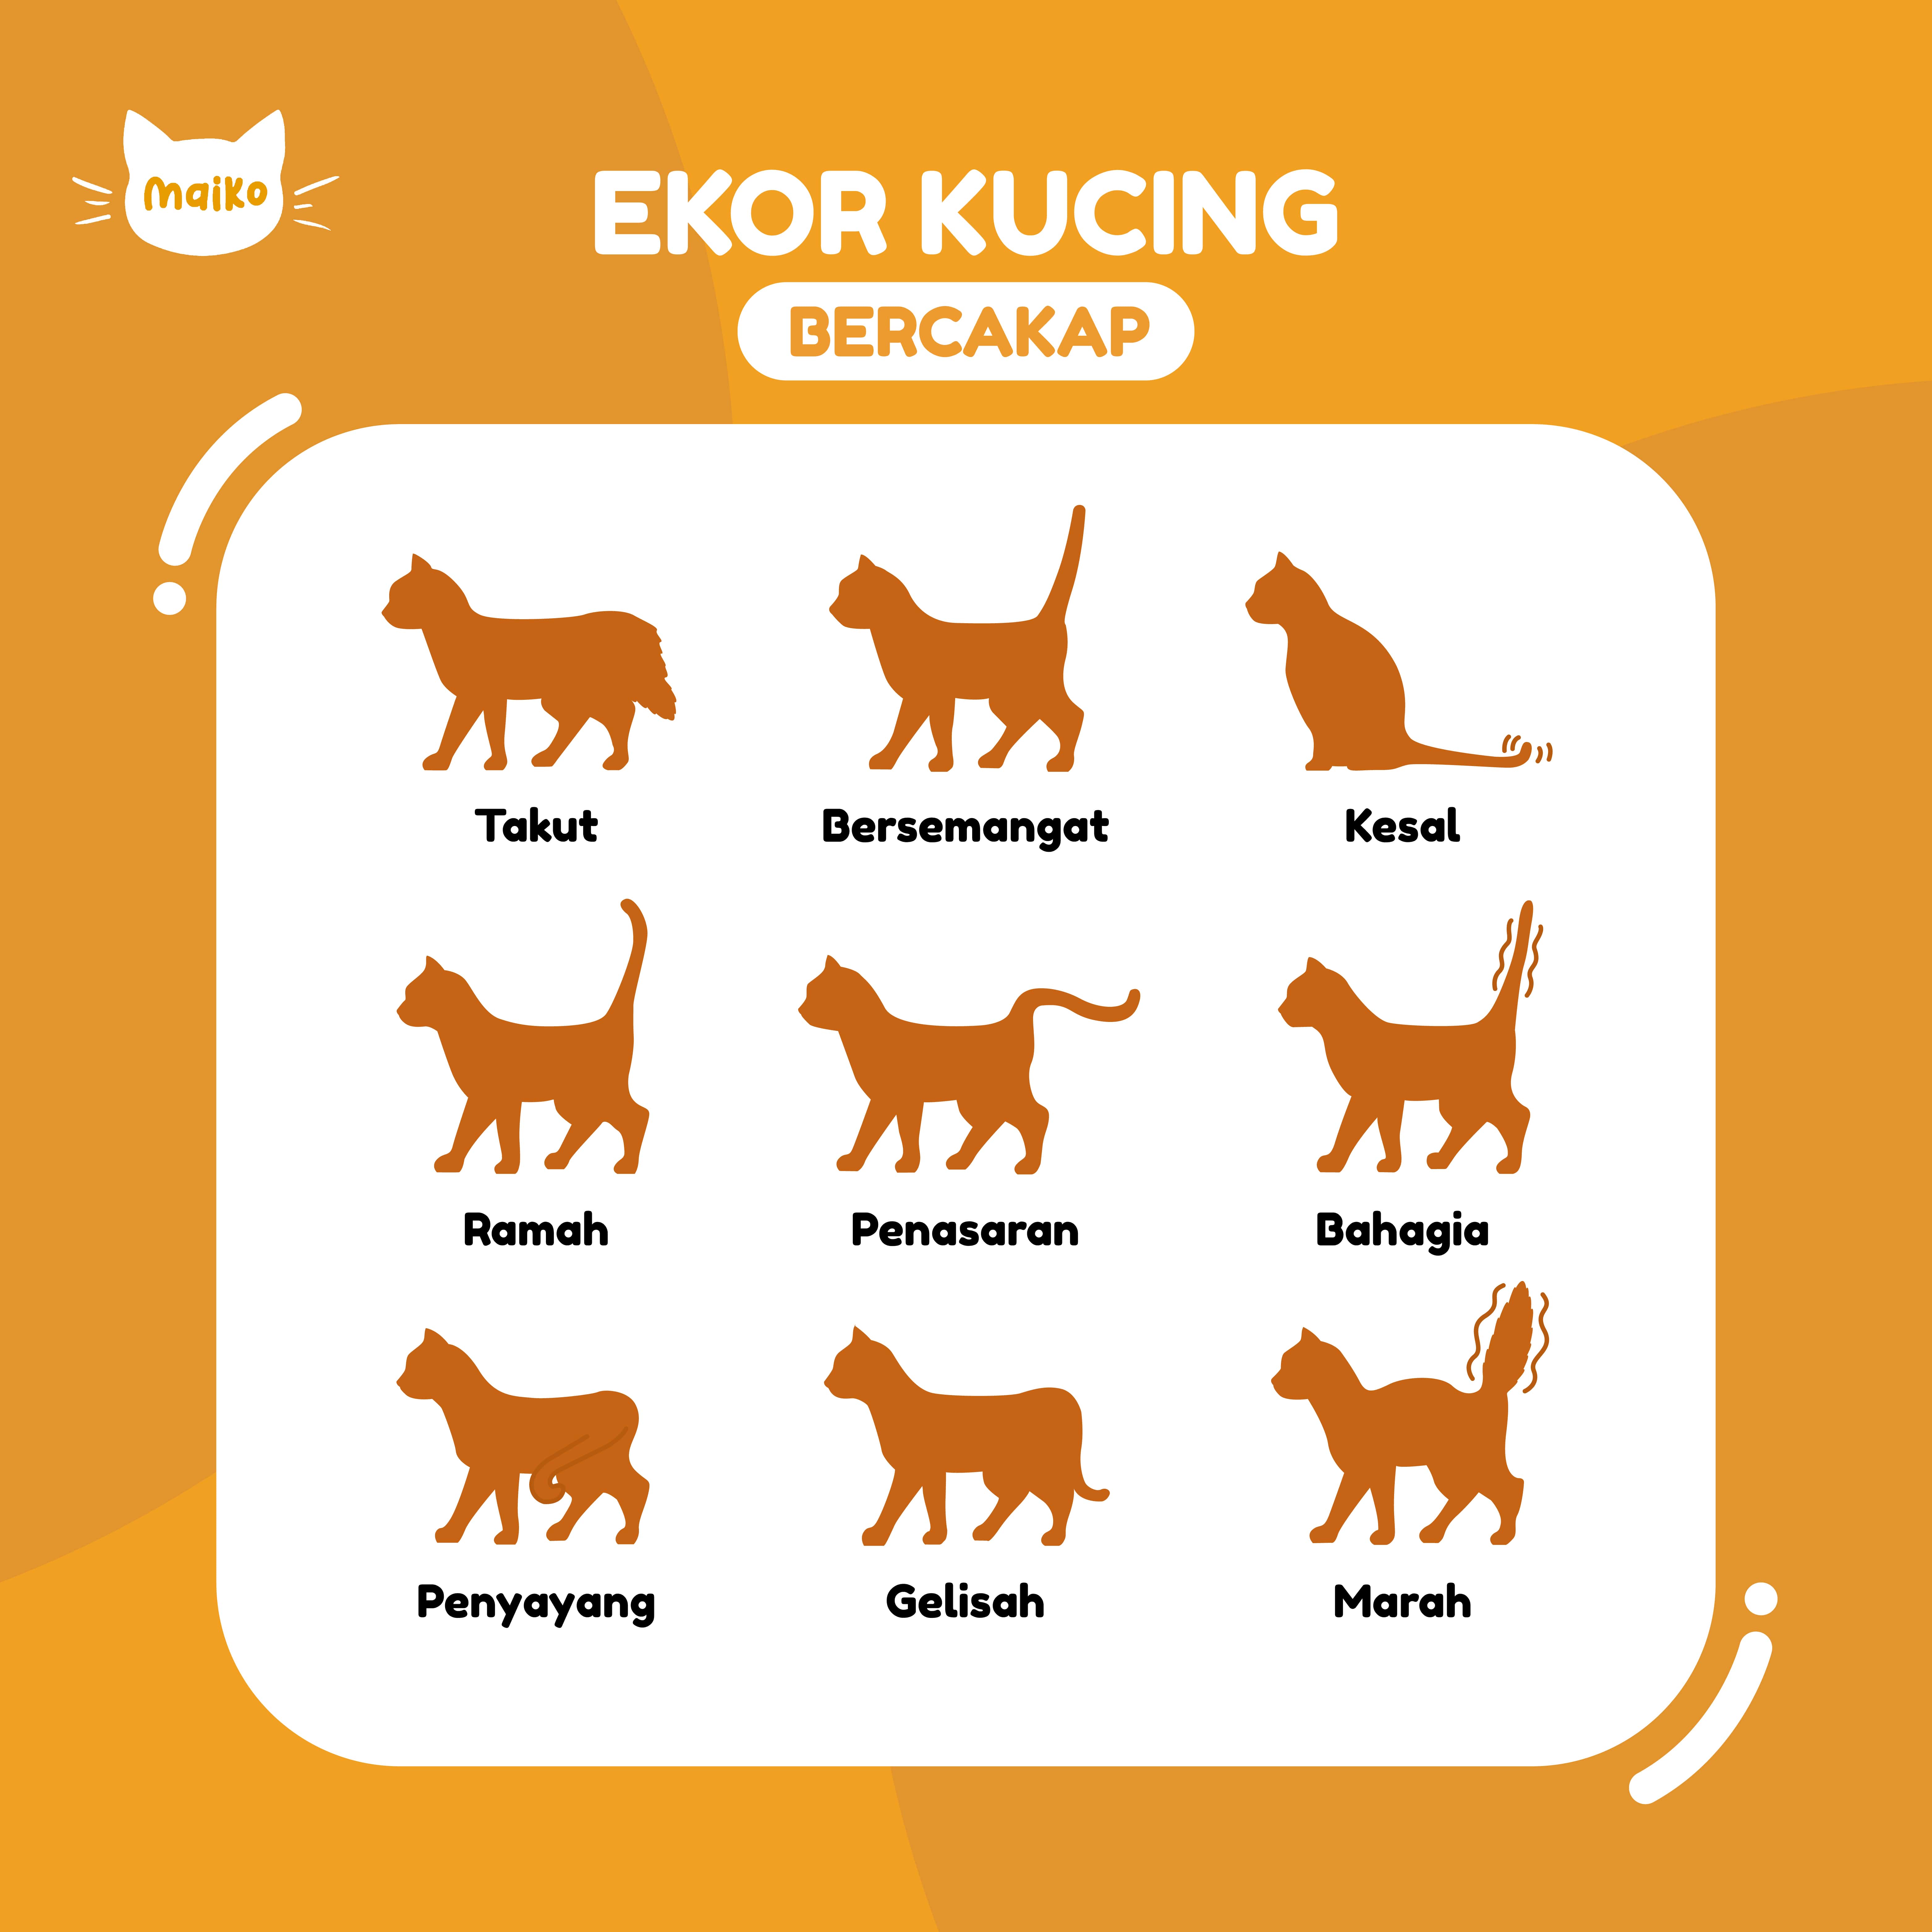 maiko
EKOR KUCING
BERCAKAP
Takut
Bersemangat
Kesal
Ramah
Penasaran
Bahagia
Penyayang
Gelisah
Marah